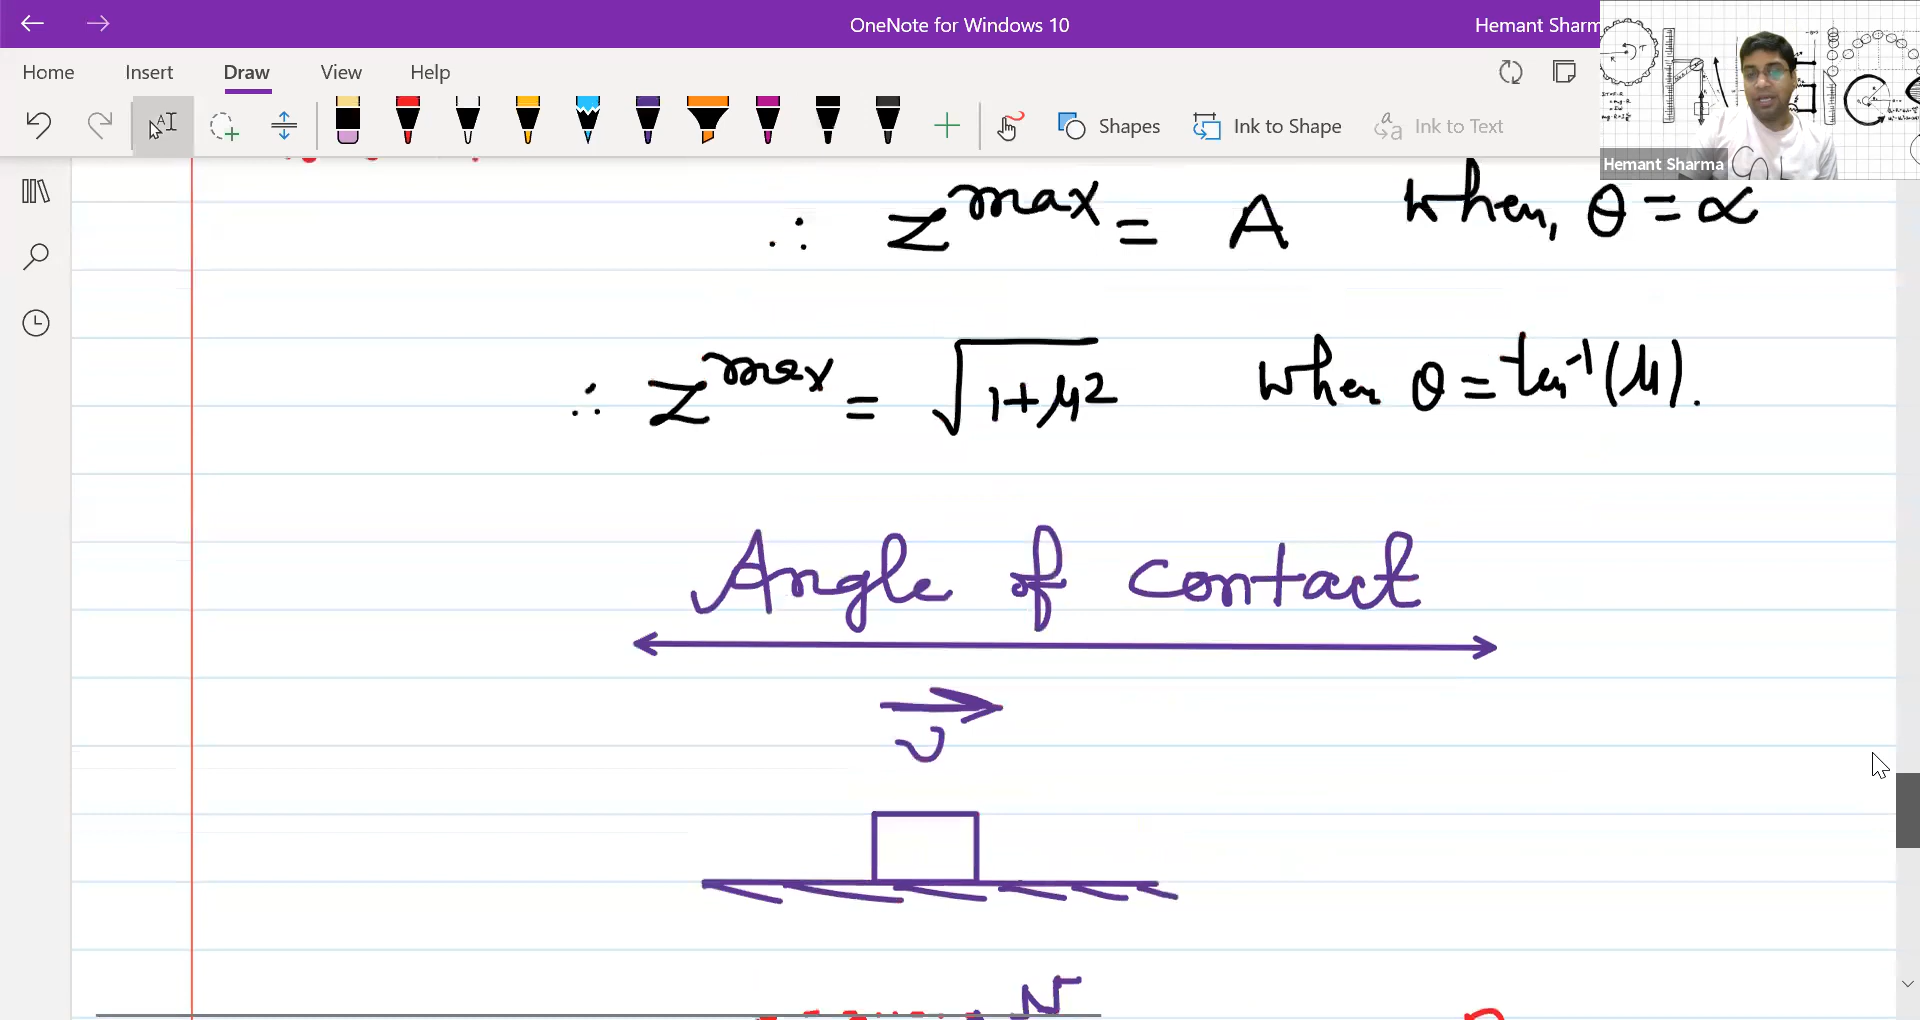 OneNote for Windows 10
Hemant Sharm
Home Insert Draw View Help
Shapes Ink to Shape Ink to Text
Hemant Sharma
∴ z^max = A when, θ = α
∴ z^max = √(1+μ²) when θ = tan⁻¹(μ).
Angle of contact
v
N